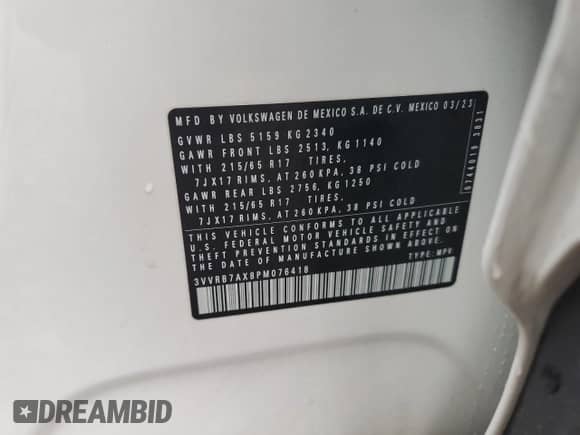 MFD BY VOLKSWAGEN DE MEXICO S.A. DE C.V. MEXICO 03/23
GVWR LBS 5159 KG 2340
GAWR FRONT LBS 2513, KG 1140
WITH 215/65 R17 TIRES,
7JX17 RIMS, AT 260 KPA, 38 PSI COLD
GAWR REAR LBS 2756, KG 1250
WITH 215/65 R17 TIRES,
7JX17 RIMS, AT 260 KPA, 38 PSI COLD
THIS VEHICLE CONFORMS TO ALL APPLICABLE
U.S. FEDERAL MOTOR VEHICLE SAFETY AND
THEFT PREVENTION STANDARDS IN EFFECT ON
THE DATE OF MANUFACTURE SHOWN ABOVE.
3VVRB7AX8PM076418 TYPE: MPV
DREAMBID